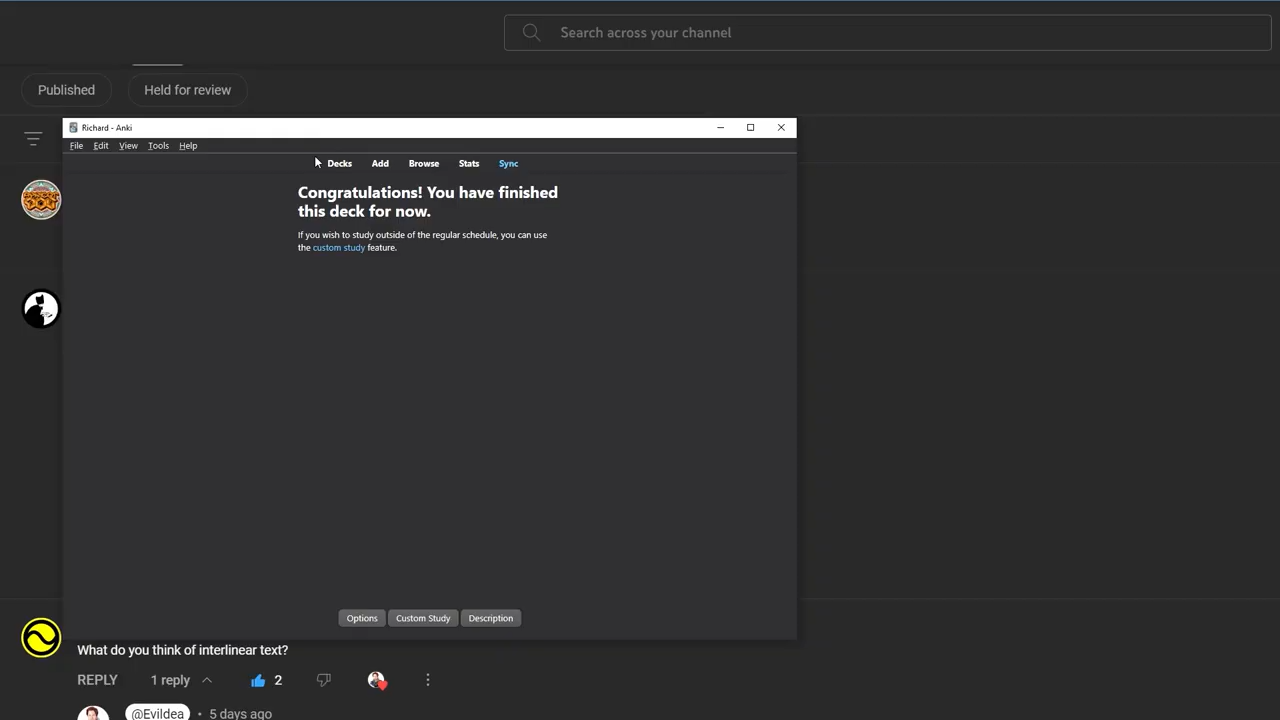 Search across your channel
Published
Held for review
Richard - Anki
File Edit View Tools Help
Decks Add Browse Stats Sync
Congratulations! You have finished
this deck for now.
If you wish to study outside of the regular schedule, you can use
the custom study feature.
Options Custom Study Description
What do you think of interlinear text?
REPLY 1 reply 2
@Evildea • 5 days ago